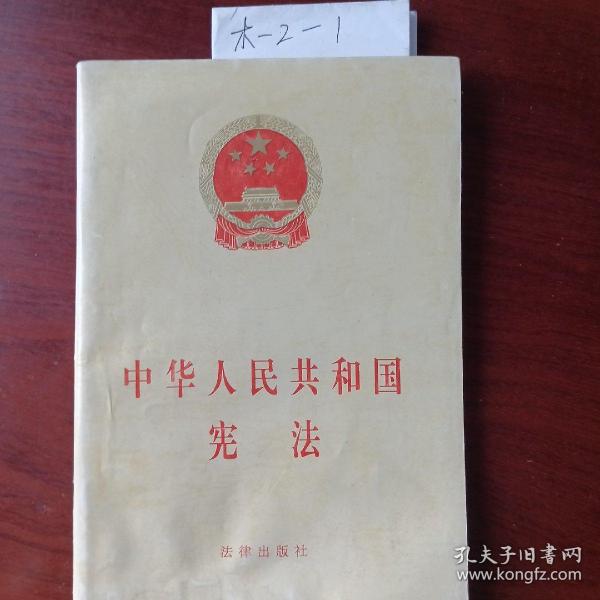 木-2-1
中华人民共和国
宪法
法律出版社
孔夫子旧书网
www.kongfz.com